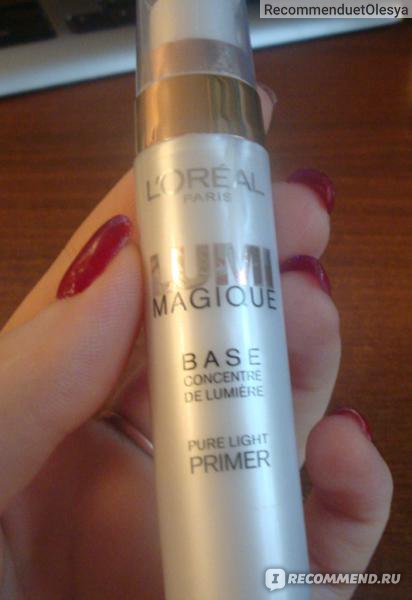 RecommenduetOlesya
L'ORÉAL
PARIS
LUMI
MAGIQUE
BASE
CONCENTRÉ
DE LUMIÈRE
PURE LIGHT
PRIMER
I RECOMMEND.RU